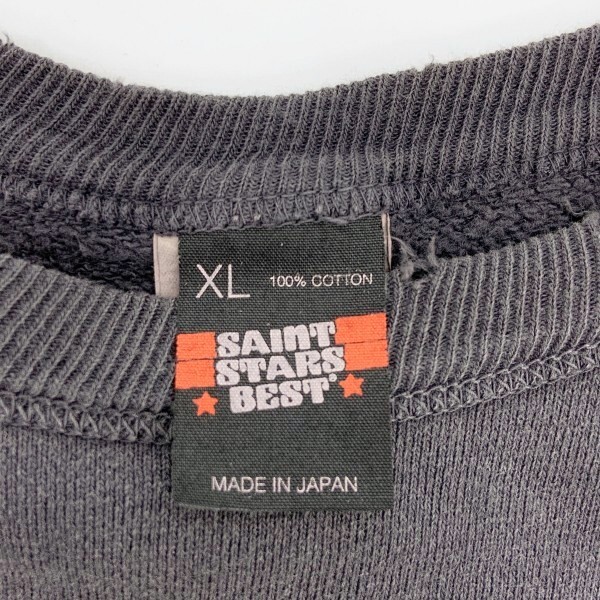 XL 100% COTTON
SAINT
STARS
BEST®
MADE IN JAPAN